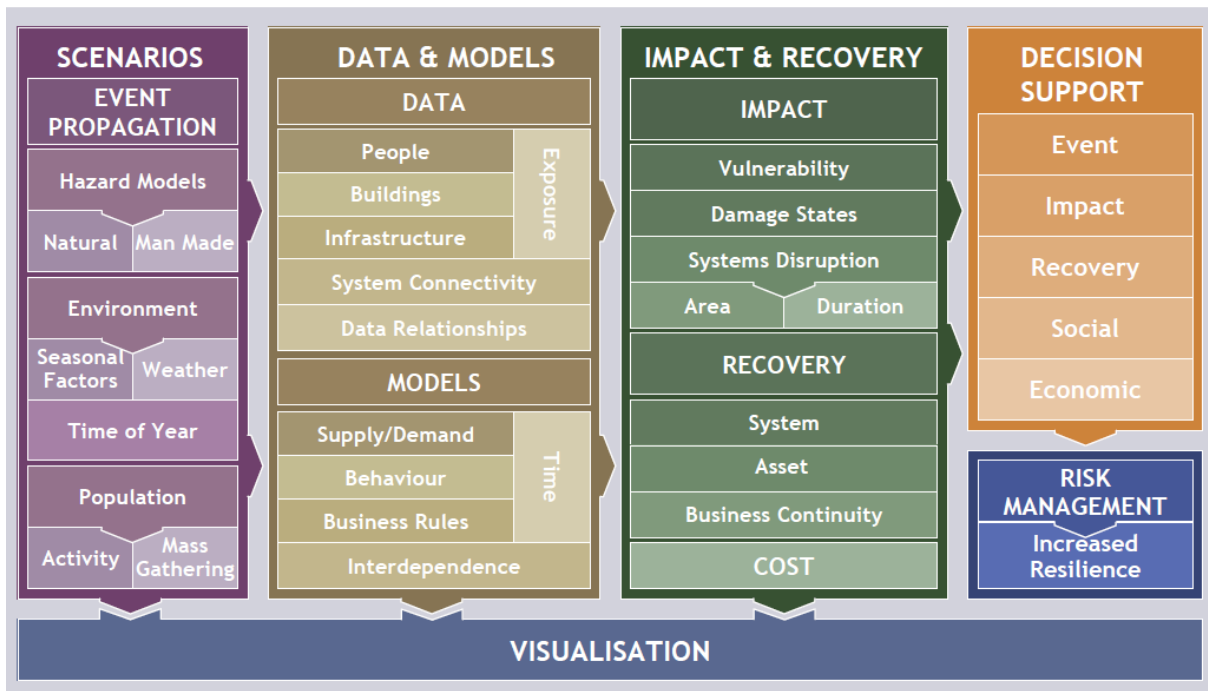 SCENARIOS
EVENT
PROPAGATION
Hazard Models
Natural
Man Made
Environment
Seasonal
Factors
Weather
Time of Year
Population
Activity
Mass
Gathering
DATA & MODELS
DATA
People
Buildings
Infrastructure
Exposure
System Connectivity
Data Relationships
MODELS
Supply/Demand
Behaviour
Business Rules
Time
Interdependence
IMPACT & RECOVERY
IMPACT
Vulnerability
Damage States
Systems Disruption
Area
Duration
RECOVERY
System
Asset
Business Continuity
COST
DECISION
SUPPORT
Event
Impact
Recovery
Social
Economic
RISK
MANAGEMENT
Increased
Resilience
VISUALISATION